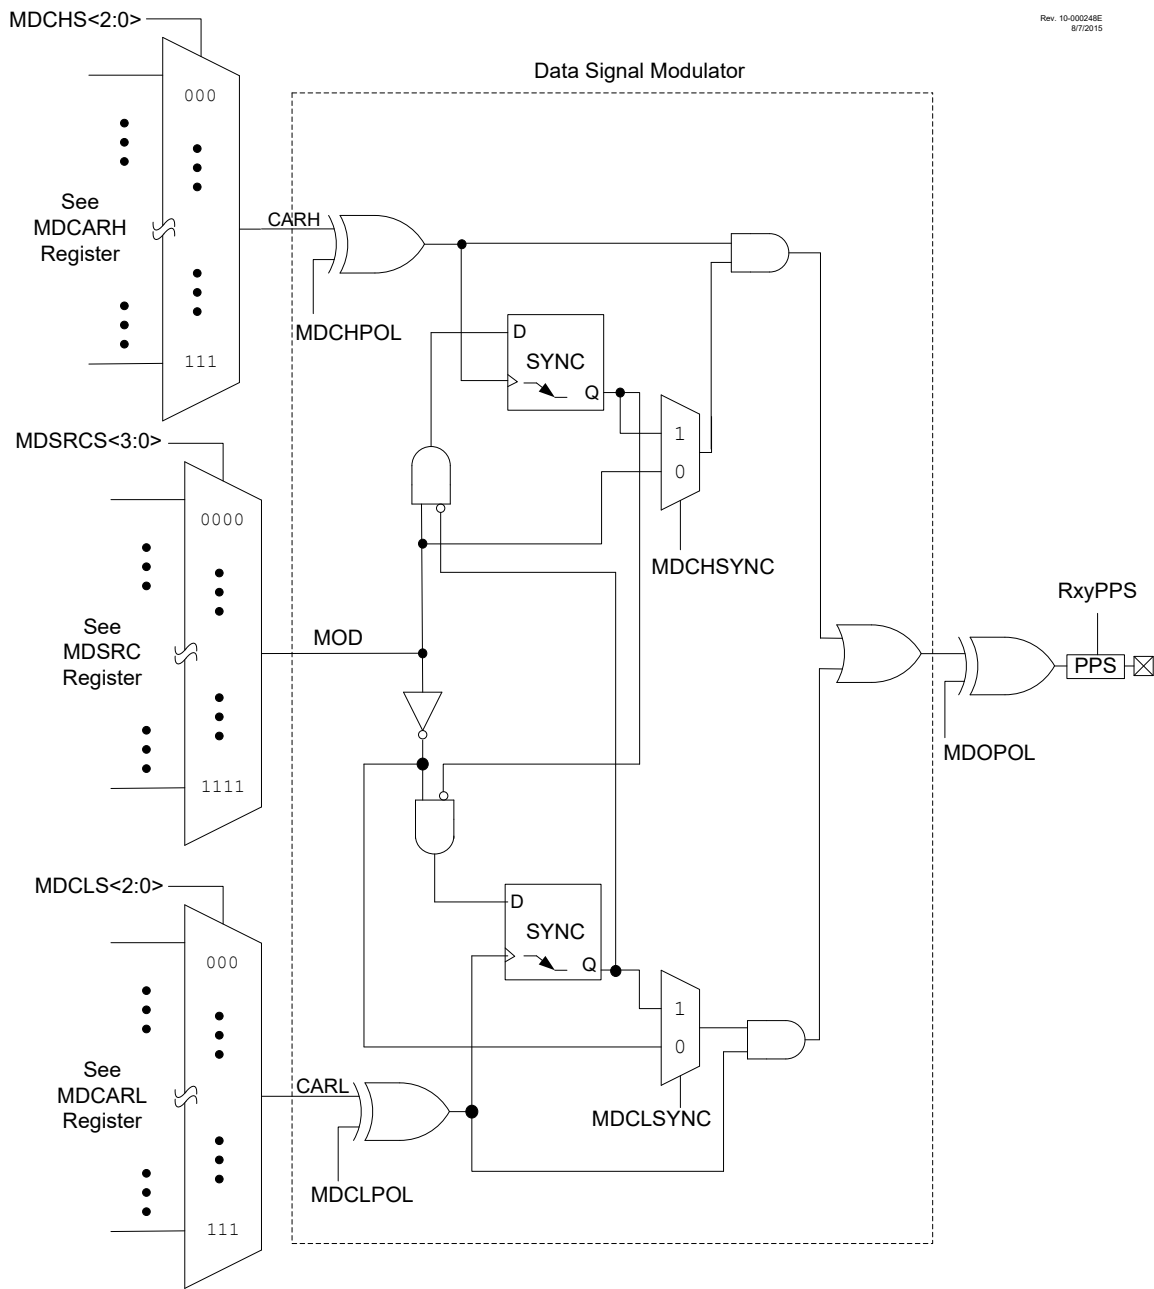 MDCHS<2:0>
Rev. 10-000248E
8/7/2015
Data Signal Modulator
000
See
MDCARH
Register
CARH
MDCHPOL
D
SYNC
Q
111
1
0
MDSRCS<3:0>
0000
MDCHSYNC
RxyPPS
See
MDSRC
Register
MOD
PPS
MDOPOL
1111
MDCLS<2:0>
D
SYNC
Q
000
1
0
See
MDCARL
Register
CARL
MDCLSYNC
MDCLPOL
111